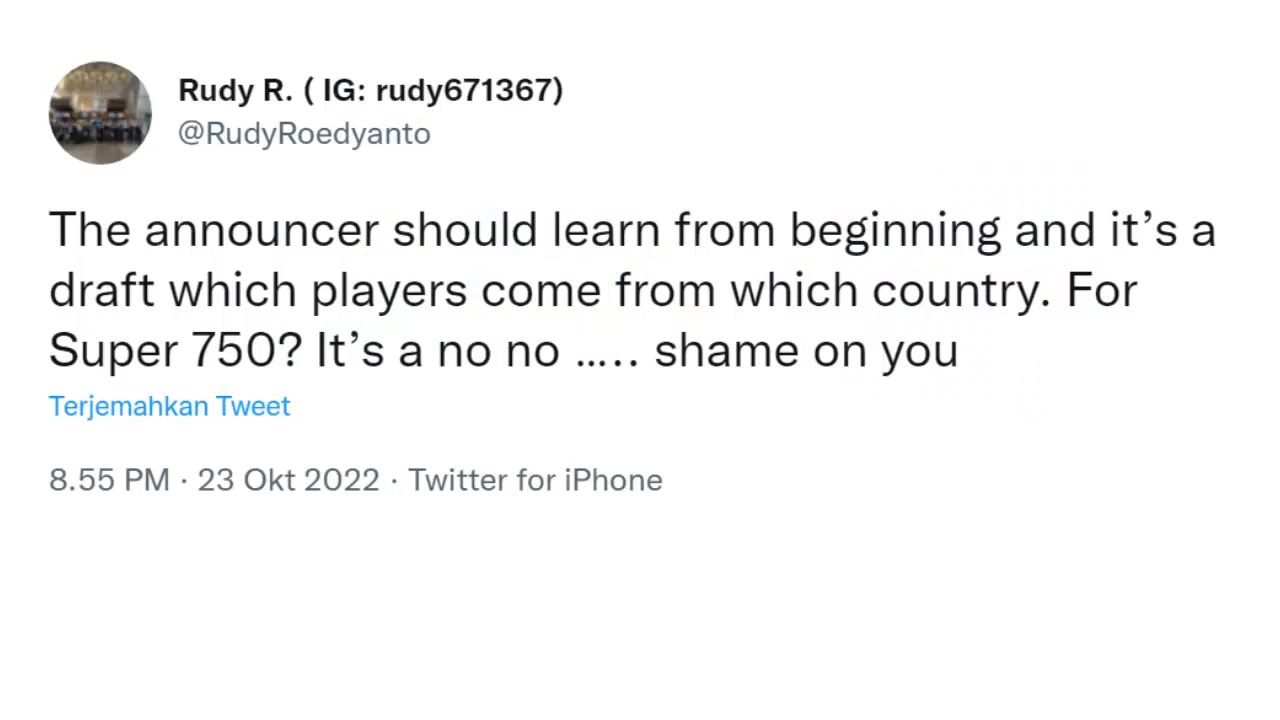 Rudy R. ( IG: rudy671367)
@RudyRoedyanto
The announcer should learn from beginning and it’s a
draft which players come from which country. For
Super 750? It’s a no no ….. shame on you
Terjemahkan Tweet
8.55 PM · 23 Okt 2022 · Twitter for iPhone